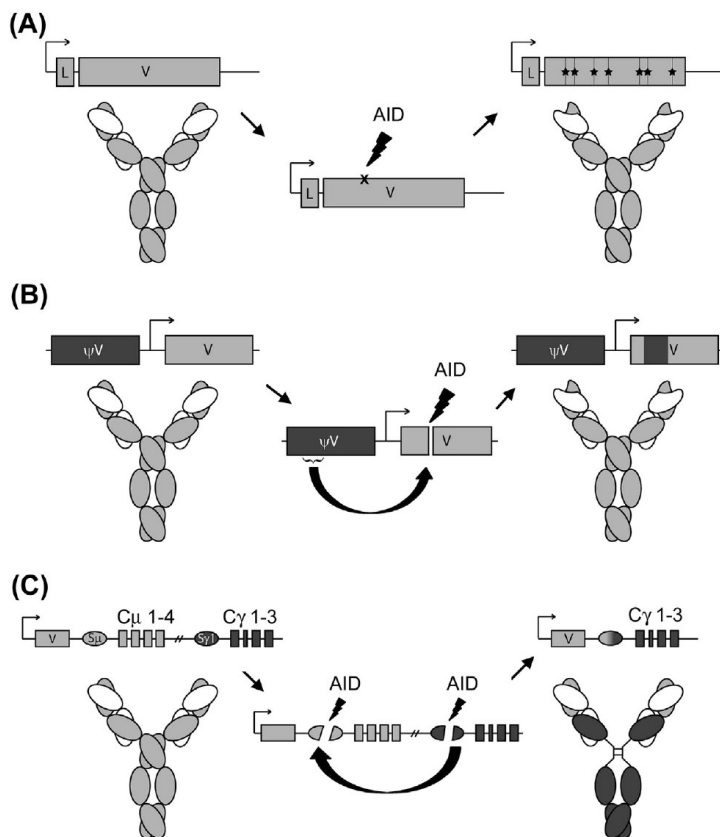 (A)
L V
AID
L V
L
(B)
ψV V
AID
ψV V
ψV V
(C)
Cμ 1-4 Cγ 1-3
V Sμ Sγ1
AID AID
Cγ 1-3
V